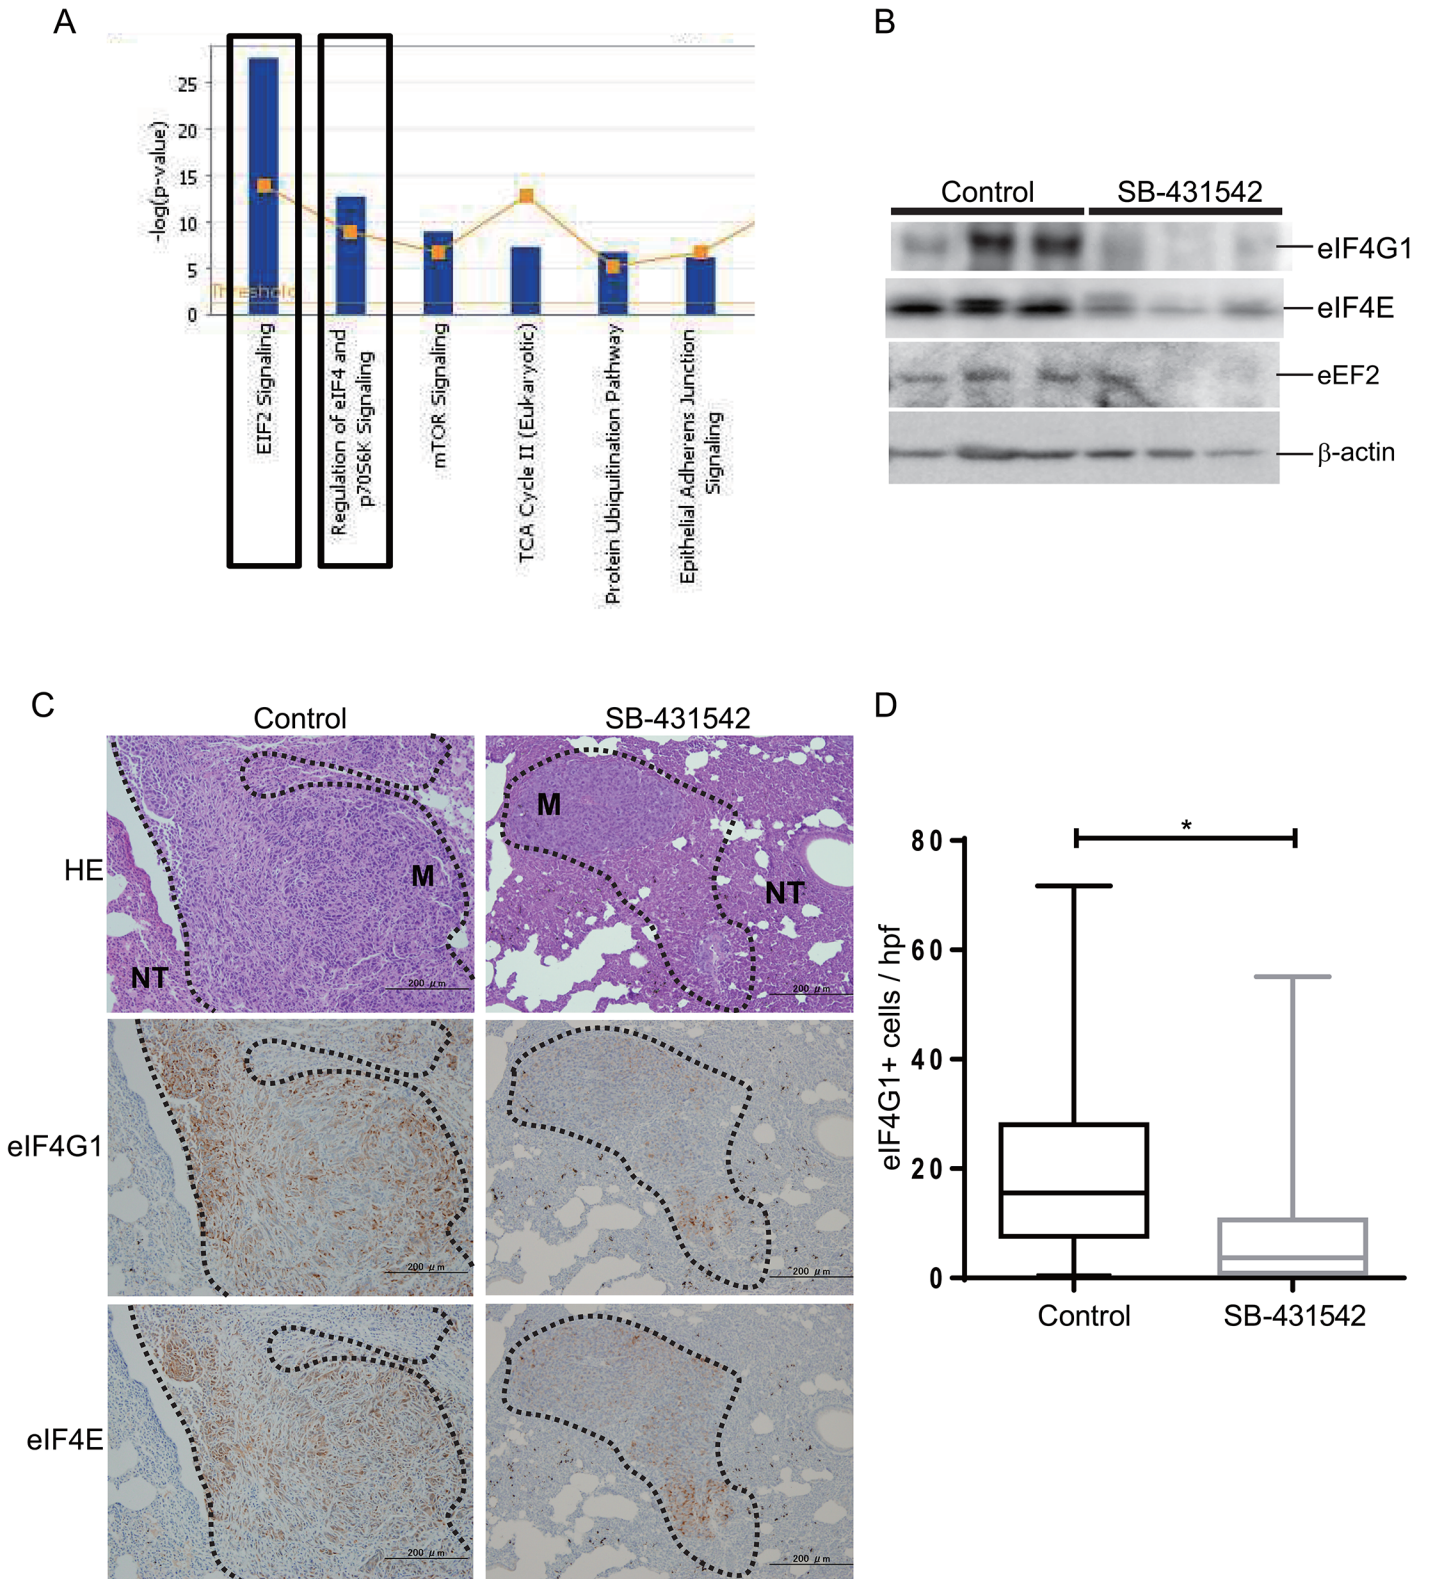 A
-log(p-value)
25
20
15
10
5
0
Threshold
EIF2 Signaling
Regulation of eIF4 and
p70S6K Signaling
mTOR Signaling
TCA Cycle II (Eukaryotic)
Protein Ubiquitination Pathway
Epithelial Adherens Junction
Signaling
B
Control SB-431542
eIF4G1
eIF4E
eEF2
β-actin
C
Control SB-431542
HE
M
NT
200 μm
M
NT
200 μm
eIF4G1
200 μm
200 μm
eIF4E
200 μm
200 μm
D
eIF4G1+ cells / hpf
80
60
40
20
0
*
Control SB-431542